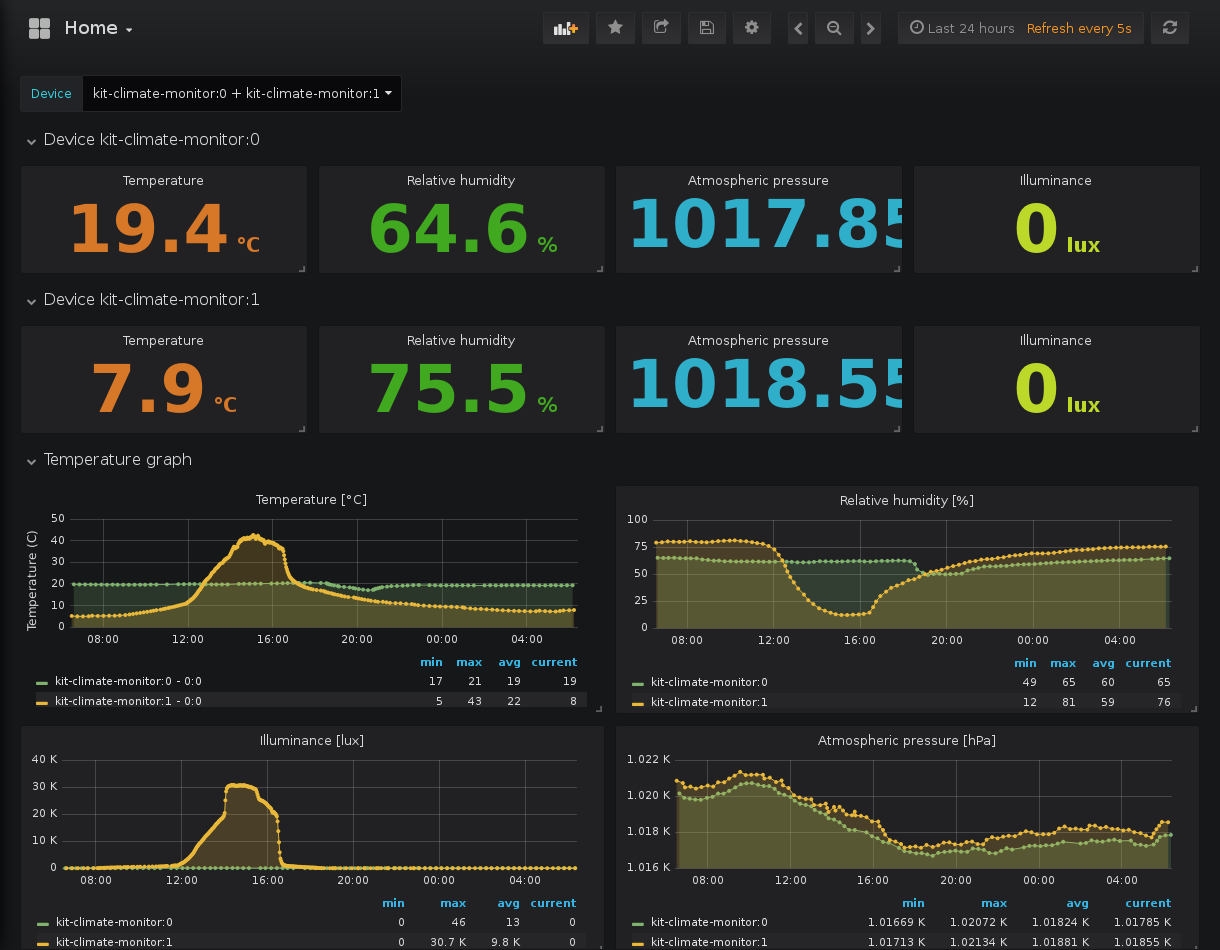 Home
Last 24 hours Refresh every 5s
Device kit-climate-monitor:0 + kit-climate-monitor:1
Device kit-climate-monitor:0
Temperature Relative humidity Atmospheric pressure Illuminance
19.4 °C 64.6 % 1017.85 0 lux
Device kit-climate-monitor:1
Temperature Relative humidity Atmospheric pressure Illuminance
7.9 °C 75.5 % 1018.55 0 lux
Temperature graph
Temperature [°C]
Temperature (C)
50
40
30
20
10
0
08:00 12:00 16:00 20:00 00:00 04:00
min max avg current
kit-climate-monitor:0 - 0:0 17 21 19 19
kit-climate-monitor:1 - 0:0 5 43 22 8
Relative humidity [%]
100
75
50
25
0
08:00 12:00 16:00 20:00 00:00 04:00
min max avg current
kit-climate-monitor:0 49 65 60 65
kit-climate-monitor:1 12 81 59 76
Illuminance [lux]
40 K
30 K
20 K
10 K
0
08:00 12:00 16:00 20:00 00:00 04:00
min max avg current
kit-climate-monitor:0 0 46 13 0
kit-climate-monitor:1 0 30.7 K 9.8 K 0
Atmospheric pressure [hPa]
1.022 K
1.020 K
1.018 K
1.016 K
08:00 12:00 16:00 20:00 00:00 04:00
min max avg current
kit-climate-monitor:0 1.01669 K 1.02072 K 1.01824 K 1.01785 K
kit-climate-monitor:1 1.01713 K 1.02134 K 1.01881 K 1.01855 K